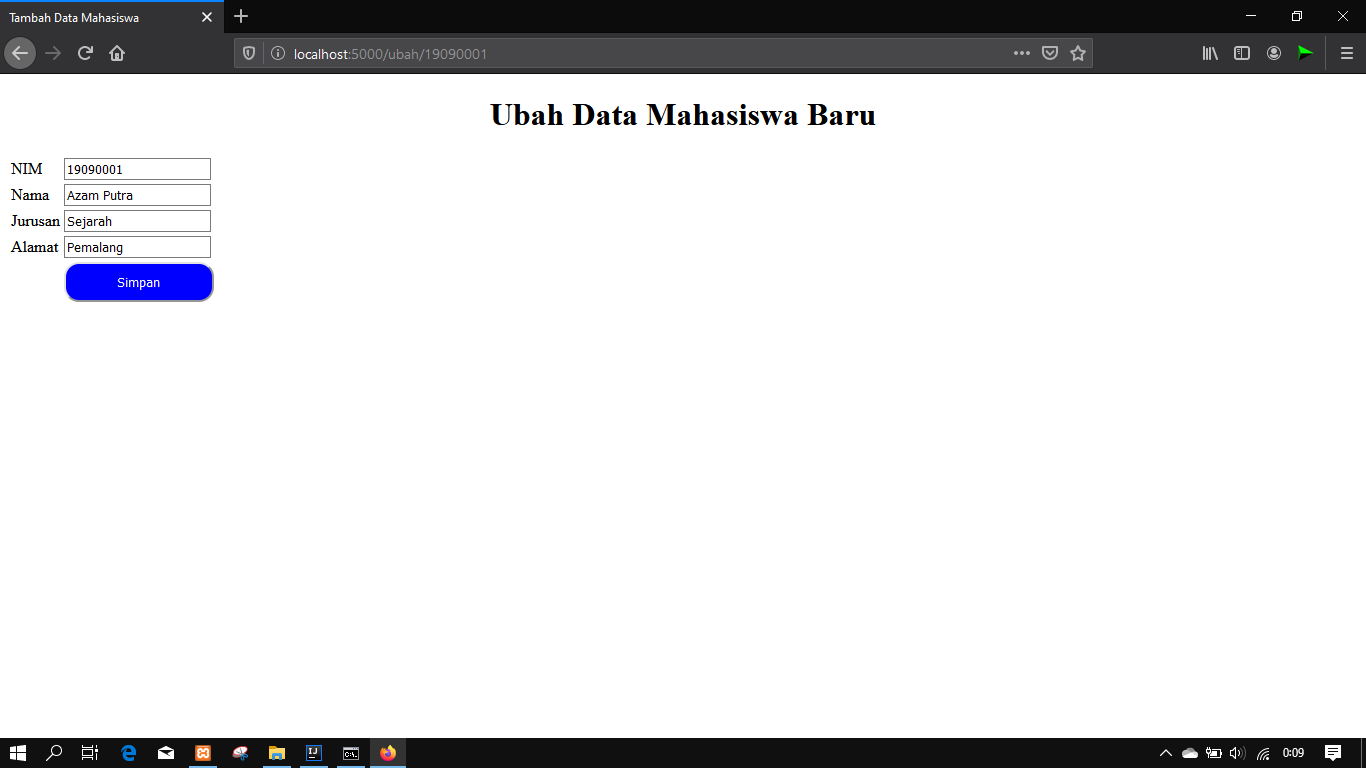 Tambah Data Mahasiswa
localhost:5000/ubah/19090001
Ubah Data Mahasiswa Baru
NIM 19090001
Nama Azam Putra
Jurusan Sejarah
Alamat Pemalang
Simpan
0:09